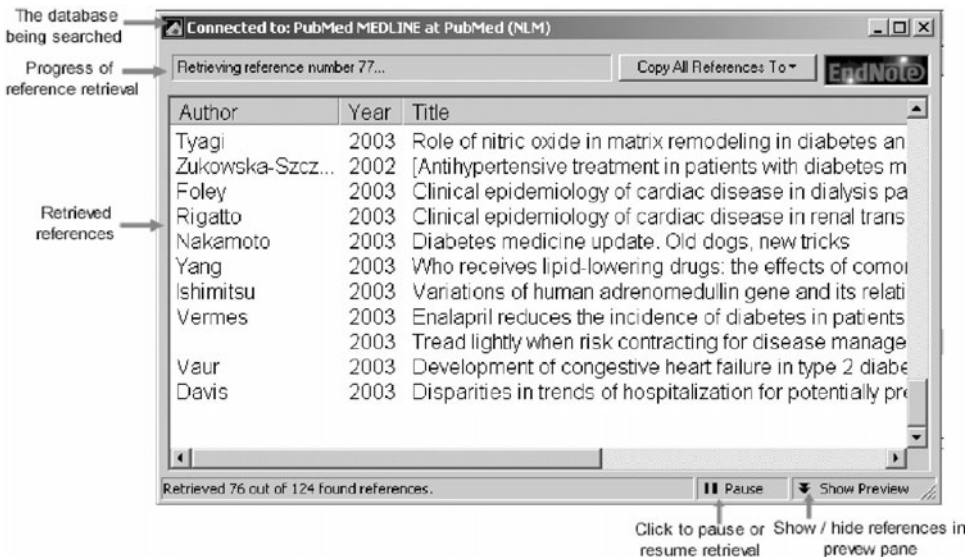 The database
being searched
Connected to: PubMed MEDLINE at PubMed (NLM)
Progress of
reference retrieval
Retrieving reference number 77...
Copy All References To
EndNote
Author Year Title
Tyagi 2003 Role of nitric oxide in matrix remodeling in diabetes an
Zukowska-Szcz... 2002 [Antihypertensive treatment in patients with diabetes m
Foley 2003 Clinical epidemiology of cardiac disease in dialysis pa
Retrieved
references
Rigatto 2003 Clinical epidemiology of cardiac disease in renal trans
Nakamoto 2003 Diabetes medicine update. Old dogs, new tricks
Yang 2003 Who receives lipid-lowering drugs: the effects of comor
Ishimitsu 2003 Variations of human adrenomedullin gene and its relati
Vermes 2003 Enalapril reduces the incidence of diabetes in patients
2003 Tread lightly when risk contracting for disease manage
Vaur 2003 Development of congestive heart failure in type 2 diabe
Davis 2003 Disparities in trends of hospitalization for potentially pre
Retrieved 76 out of 124 found references.
Pause
Show Preview
Click to pause or
resume retrieval
Show / hide references in
prevew pane